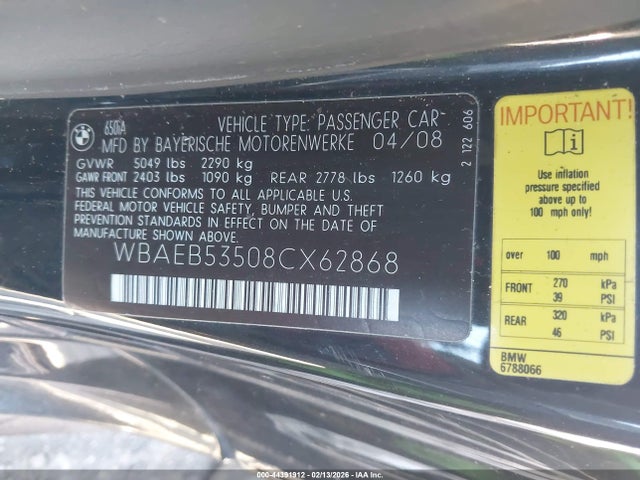 BMW
650iA
VEHICLE TYPE: PASSENGER CAR
MFD BY BAYERISCHE MOTORENWERKE 04/08
GVWR 5049 lbs 2290 kg
GAWR FRONT 2403 lbs 1090 kg REAR 2778 lbs 1260 kg
THIS VEHICLE CONFORMS TO ALL APPLICABLE U.S.
FEDERAL MOTOR VEHICLE SAFETY, BUMPER AND THEFT
PREVENTION STANDARDS IN EFFECT ON THE DATE OF
MANUFACTURE SHOWN ABOVE.
WBAEB53508CX62868
2 122 606
IMPORTANT!
i
Use inflation
pressure specified
above up to
100 mph only!
over 100 mph
FRONT 270 kPa
39 PSI
REAR 320 kPa
46 PSI
BMW
6788066
000-44391912 - 02/13/2026 - IAA, Inc.